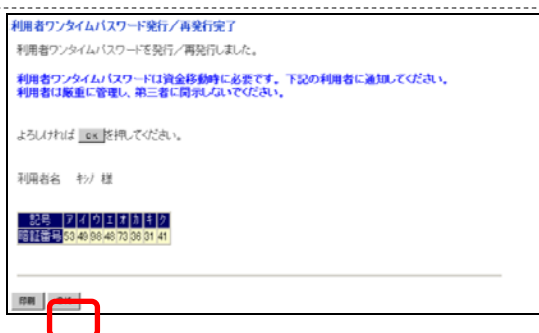 利用者ワンタイムパスワード発行／再発行完了
利用者ワンタイムパスワードを発行／再発行しました。
利用者ワンタイムパスワードは資金移動時に必要です。下記の利用者に通知してください。
利用者は厳重に管理し、第三者に開示しないでください。
よろしければ OK を押してください。
利用者名 キシノ 様
記号 ア イ ウ エ オ カ キ ク
暗証番号 53 49 98 48 73 36 31 41
印刷